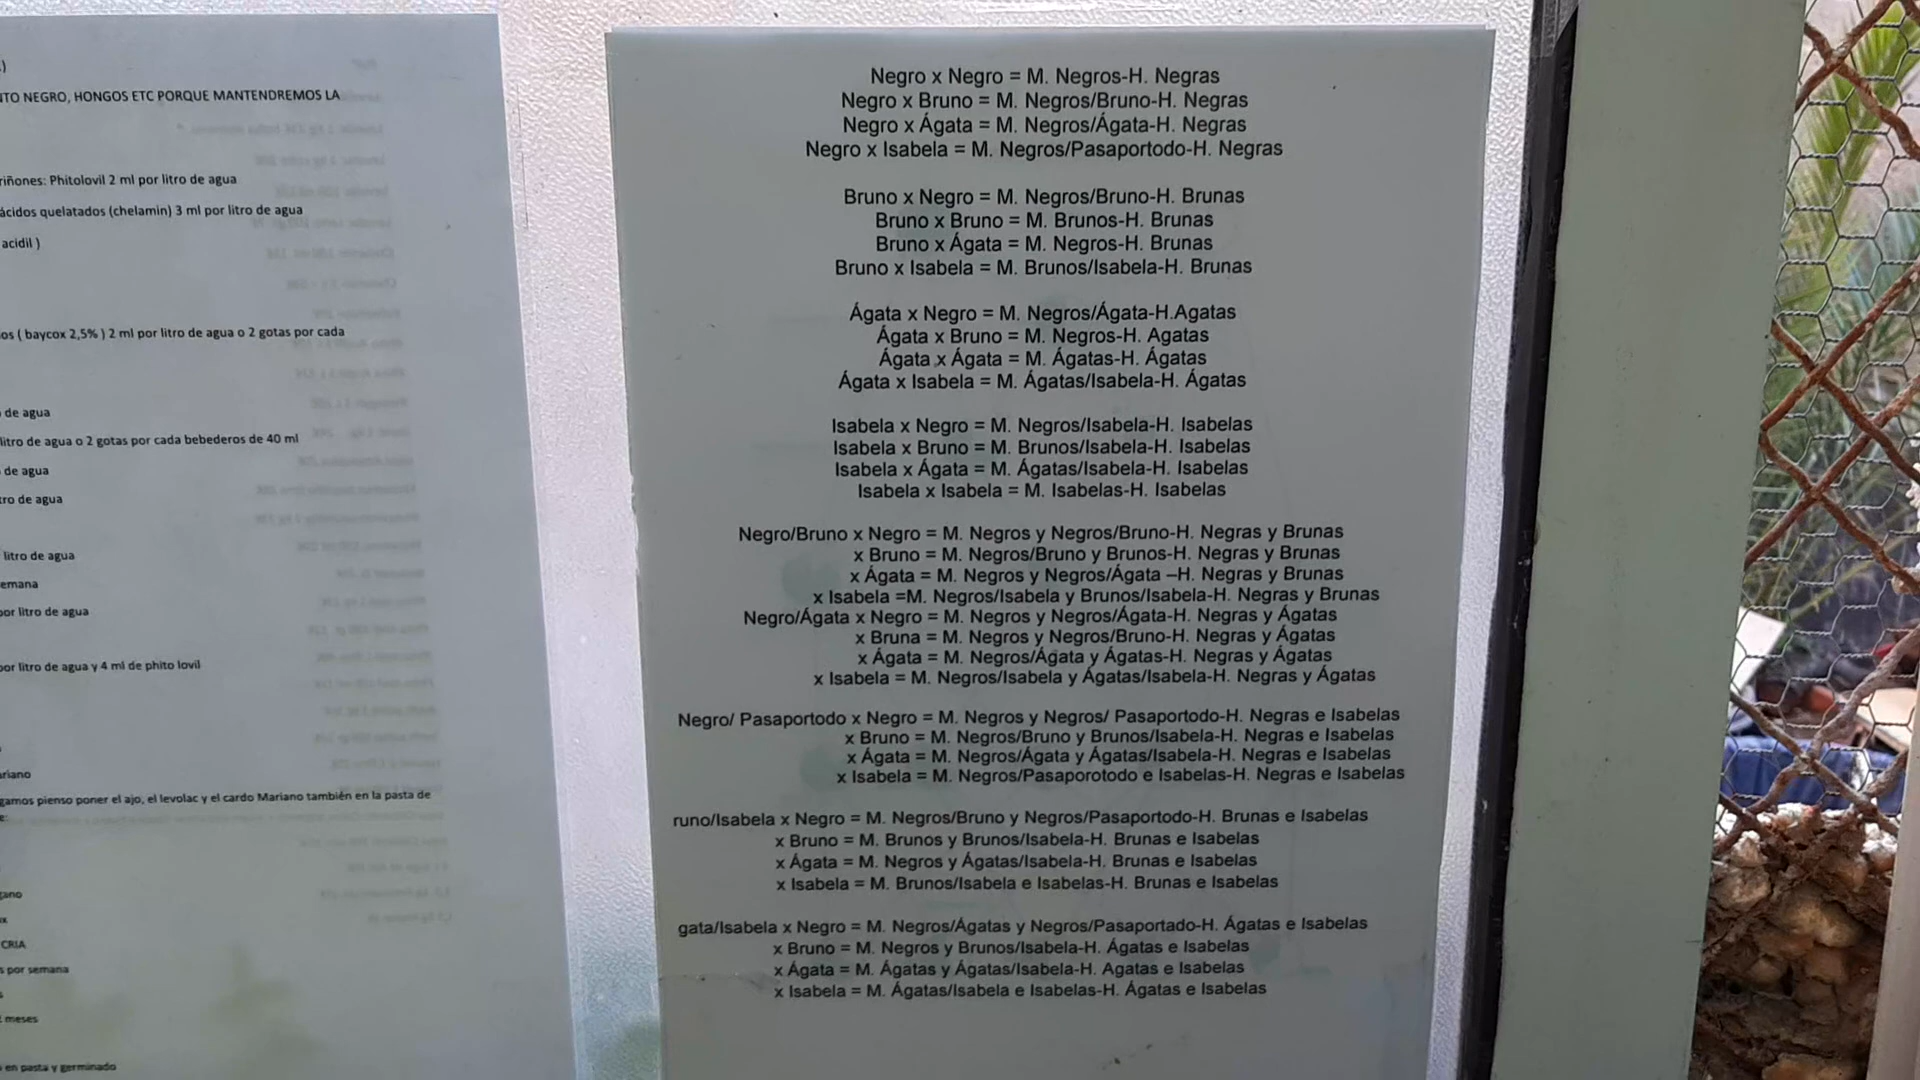 )
TO NEGRO, HONGOS ETC PORQUE MANTENDREMOS LA
riñones: Phitolovil 2 ml por litro de agua
ácidos quelatados (chelamin) 3 ml por litro de agua
acidil )
os ( baycox 2,5% ) 2 ml por litro de agua o 2 gotas por cada
de agua
litro de agua o 2 gotas por cada bebederos de 40 ml
de agua
tro de agua
litro de agua
emana
por litro de agua
por litro de agua y 4 ml de phito lovil
ariano
gamos pienso poner el ajo, el levolac y el cardo Mariano también en la pasta de
e:
gano
x
CRIA
s por semana
s
meses
en pasta y germinado
Negro x Negro = M. Negros-H. Negras
Negro x Bruno = M. Negros/Bruno-H. Negras
Negro x Ágata = M. Negros/Ágata-H. Negras
Negro x Isabela = M. Negros/Pasaportodo-H. Negras
Bruno x Negro = M. Negros/Bruno-H. Brunas
Bruno x Bruno = M. Brunos-H. Brunas
Bruno x Ágata = M. Negros-H. Brunas
Bruno x Isabela = M. Brunos/Isabela-H. Brunas
Ágata x Negro = M. Negros/Ágata-H.Agatas
Ágata x Bruno = M. Negros-H. Agatas
Ágata x Ágata = M. Ágatas-H. Ágatas
Ágata x Isabela = M. Ágatas/Isabela-H. Ágatas
Isabela x Negro = M. Negros/Isabela-H. Isabelas
Isabela x Bruno = M. Brunos/Isabela-H. Isabelas
Isabela x Ágata = M. Ágatas/Isabela-H. Isabelas
Isabela x Isabela = M. Isabelas-H. Isabelas
Negro/Bruno x Negro = M. Negros y Negros/Bruno-H. Negras y Brunas
x Bruno = M. Negros/Bruno y Brunos-H. Negras y Brunas
x Ágata = M. Negros y Negros/Ágata –H. Negras y Brunas
x Isabela =M. Negros/Isabela y Brunos/Isabela-H. Negras y Brunas
Negro/Ágata x Negro = M. Negros y Negros/Ágata-H. Negras y Ágatas
x Bruna = M. Negros y Negros/Bruno-H. Negras y Ágatas
x Ágata = M. Negros/Ágata y Ágatas-H. Negras y Ágatas
x Isabela = M. Negros/Isabela y Ágatas/Isabela-H. Negras y Ágatas
Negro/ Pasaportodo x Negro = M. Negros y Negros/ Pasaportodo-H. Negras e Isabelas
x Bruno = M. Negros/Bruno y Brunos/Isabela-H. Negras e Isabelas
x Ágata = M. Negros/Ágata y Ágatas/Isabela-H. Negras e Isabelas
x Isabela = M. Negros/Pasaporotodo e Isabelas-H. Negras e Isabelas
runo/Isabela x Negro = M. Negros/Bruno y Negros/Pasaportodo-H. Brunas e Isabelas
x Bruno = M. Brunos y Brunos/Isabela-H. Brunas e Isabelas
x Ágata = M. Negros y Ágatas/Isabela-H. Brunas e Isabelas
x Isabela = M. Brunos/Isabela e Isabelas-H. Brunas e Isabelas
gata/Isabela x Negro = M. Negros/Ágatas y Negros/Pasaportado-H. Ágatas e Isabelas
x Bruno = M. Negros y Brunos/Isabela-H. Ágatas e Isabelas
x Ágata = M. Ágatas y Ágatas/Isabela-H. Agatas e Isabelas
x Isabela = M. Ágatas/Isabela e Isabelas-H. Ágatas e Isabelas